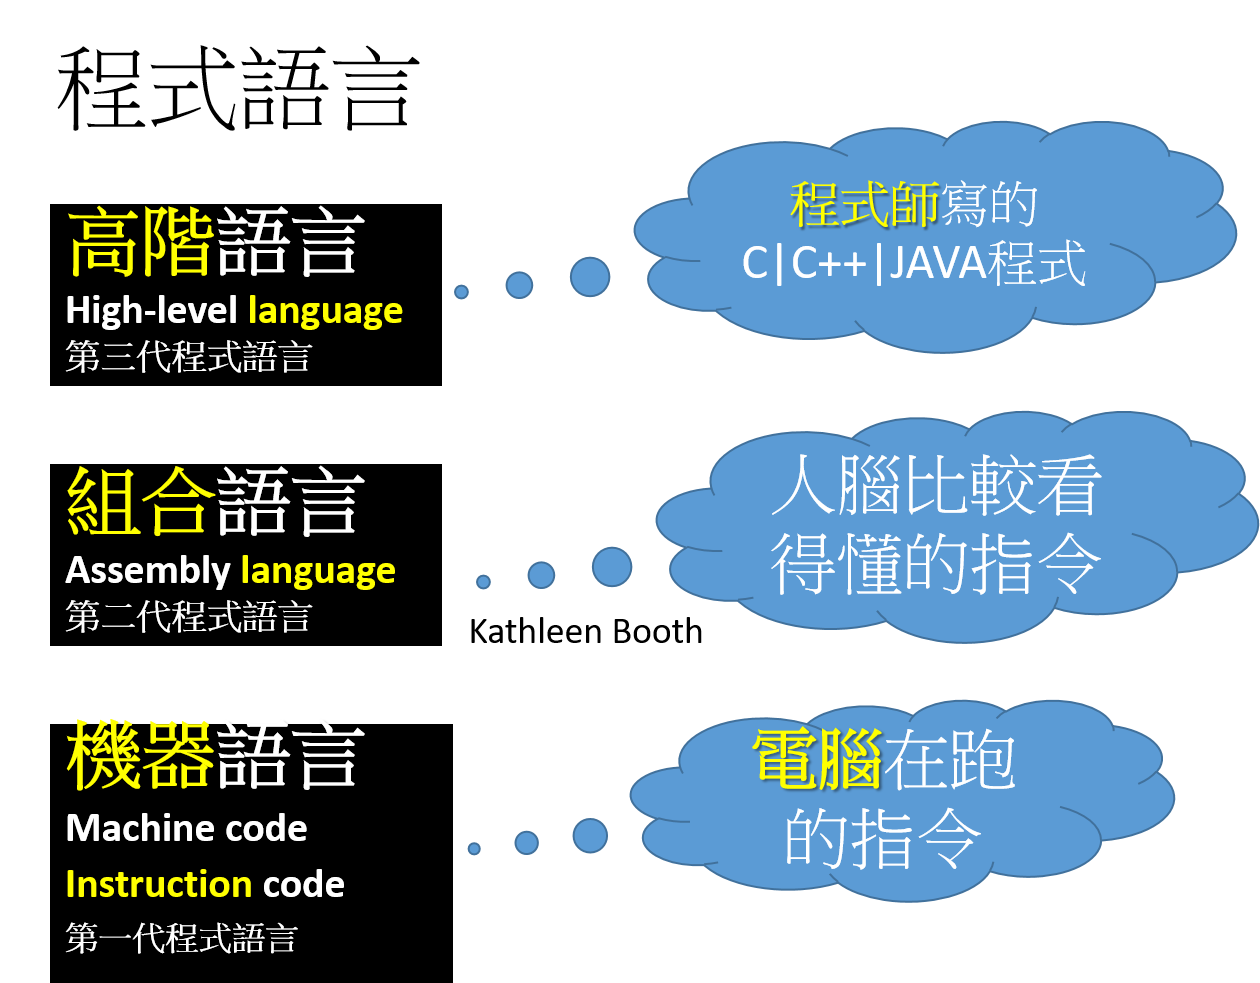 程式語言
高階語言
High-level language
第三代程式語言
程式師寫的
C|C++|JAVA程式
組合語言
Assembly language
第二代程式語言
人腦比較看
得懂的指令
Kathleen Booth
機器語言
Machine code
Instruction code
第一代程式語言
電腦在跑
的指令